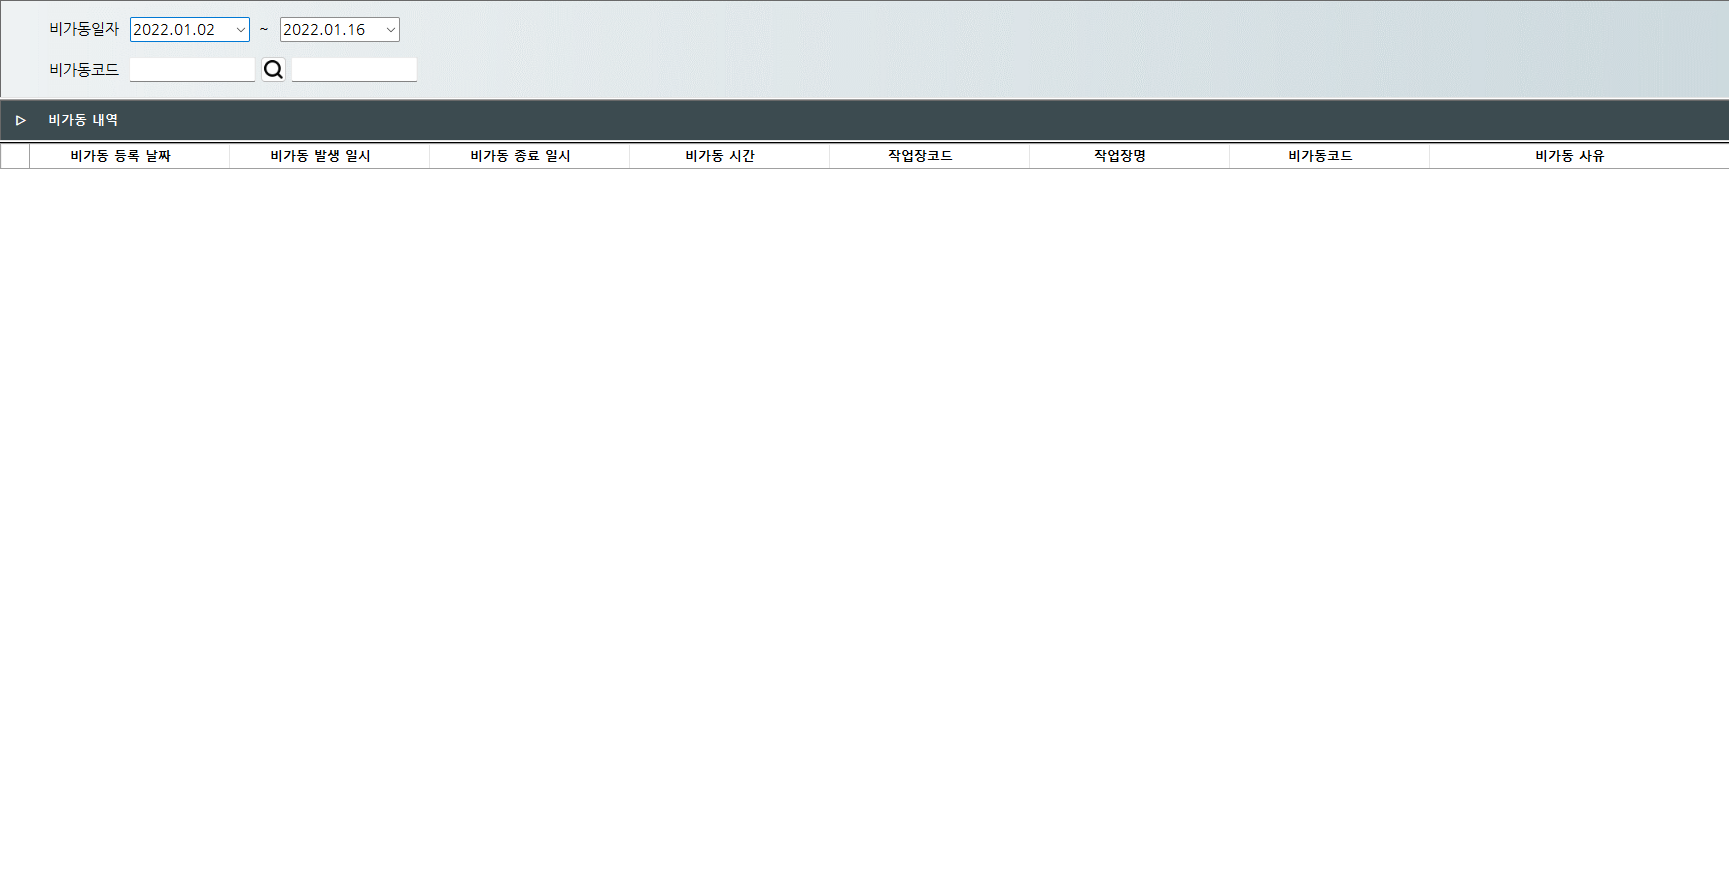 비가동일자 2022.01.02 ~ 2022.01.16
비가동코드
비가동 내역
비가동 등록 날짜 비가동 발생 일시 비가동 종료 일시 비가동 시간 작업장코드 작업장명 비가동코드 비가동 사유